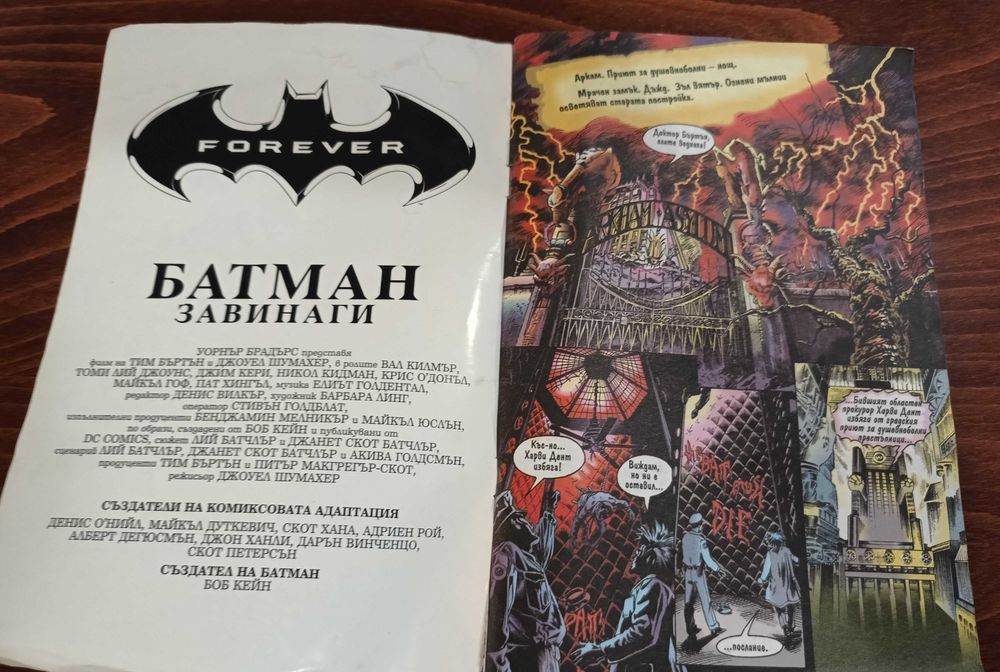 FOREVER
БАТМАН
ЗАВИНАГИ
УОРНЪР БРАДЪРС представя
филм на ТИМ БЪРТЪН и ДЖОУЕЛ ШУМАХЕР, в ролите ВАЛ КИЛМЪР,
ТОМИ ЛИЙ ДЖОУНС, ДЖИМ КЕРИ, НИКОЛ КИДМАН, КРИС О'ДОНЪЛ,
МАЙКЪЛ ГОФ, ПАТ ХИНГЪЛ, музика ЕЛИЪТ ГОЛДЕНТАЛ,
редактор ДЕНИС ВИЛКЪР, художник БАРБАРА ЛИНГ,
оператор СТИВЪН ГОЛДБЛАТ,
изпълнителни продуценти БЕНДЖАМИН МЕЛНИКЪР и МАЙКЪЛ ЮСЛЪН,
по образи, създадени от БОБ КЕЙН и публикувани от
DC COMICS, сюжет ЛИЙ БАТЧЛЪР и ДЖАНЕТ СКОТ БАТЧЛЪР,
сценарий ЛИЙ БАТЧЛЪР, ДЖАНЕТ СКОТ БАТЧЛЪР и АКИВА ГОЛДСМЪН,
продуценти ТИМ БЪРТЪН и ПИТЪР МАКГРЕГЪР-СКОТ,
режисьор ДЖОУЕЛ ШУМАХЕР
СЪЗДАТЕЛИ НА КОМИКСОВАТА АДАПТАЦИЯ
ДЕНИС О'НИЙЛ, МАЙКЪЛ ДУТКЕВИЧ, СКОТ ХАНА, АДРИЕН РОЙ,
АЛБЕРТ ДЕГЮСМЪН, ДЖОН ХАНЛИ, ДАРЪН ВИНЧЕНЦО,
СКОТ ПЕТЕРСЪН
СЪЗДАТЕЛ НА БАТМАН
БОБ КЕЙН
Аркам. Приют за душевноболни – нощ.
Мрачен замък. Дъжд. Зъл вятър. Огнени мълнии
осветяват старата постройка.
Доктор Бъртън,
елате веднага!
ARKHAM ASYLUM
Къс-но...
Харви Дент
избяга!
Виждам,
но ни е
оставил...
BAT MUST
DIE
...послание.
...Бившият областен
прокурор Харви Дент
избяга от градския
приют за душевноболни
престъпници...